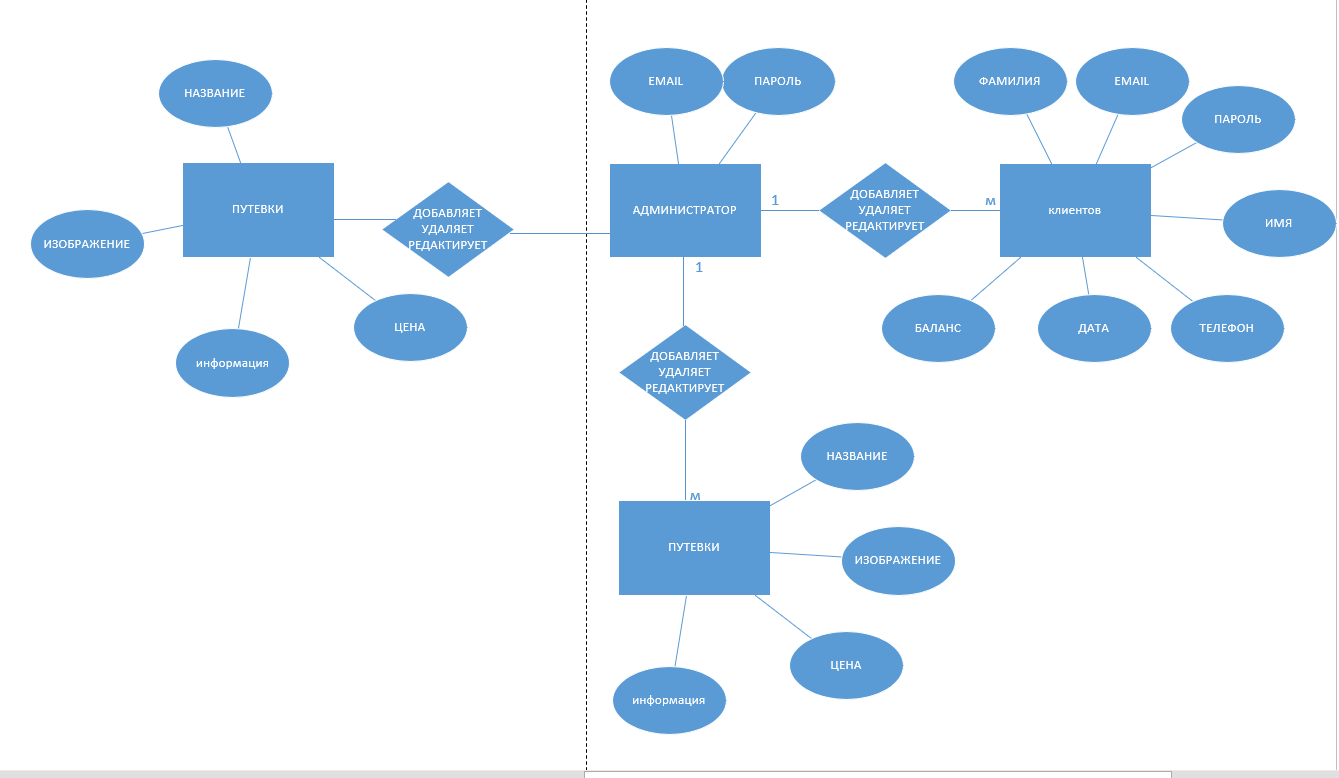 НАЗВАНИЕ
ПУТЕВКИ
ИЗОБРАЖЕНИЕ
информация
ЦЕНА
ДОБАВЛЯЕТ
УДАЛЯЕТ
РЕДАКТИРУЕТ
EMAIL
ПАРОЛЬ
АДМИНИСТРАТОР
1
ДОБАВЛЯЕТ
УДАЛЯЕТ
РЕДАКТИРУЕТ
м
ФАМИЛИЯ
EMAIL
ПАРОЛЬ
клиентов
ИМЯ
БАЛАНС
ДАТА
ТЕЛЕФОН
1
ДОБАВЛЯЕТ
УДАЛЯЕТ
РЕДАКТИРУЕТ
м
ПУТЕВКИ
НАЗВАНИЕ
ИЗОБРАЖЕНИЕ
ЦЕНА
информация